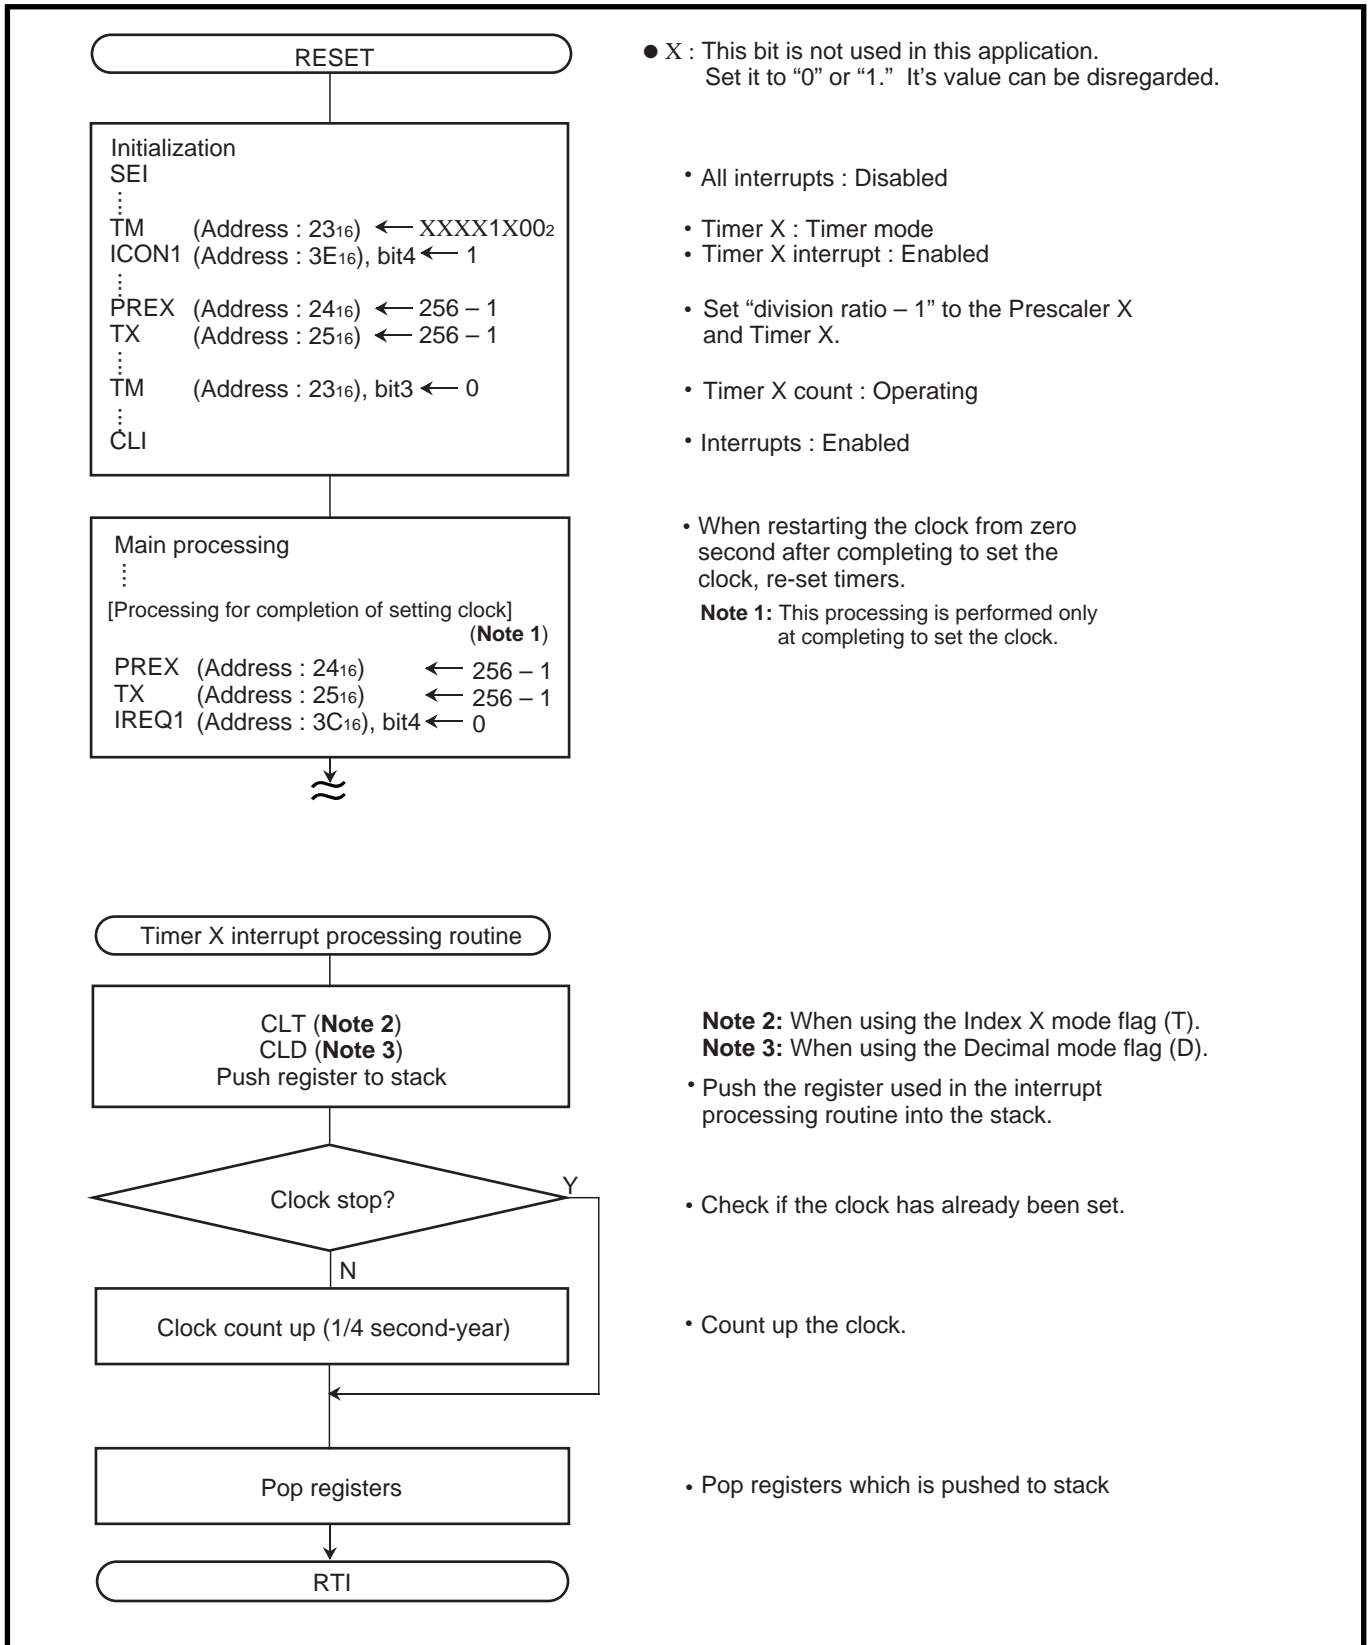 RESET
● X : This bit is not used in this application.
Set it to “0” or “1.” It’s value can be disregarded.
Initialization
SEI
• All interrupts : Disabled
TM (Address : 2316) ← XXXX1X002
• Timer X : Timer mode
ICON1 (Address : 3E16), bit4 ← 1
• Timer X interrupt : Enabled
PREX (Address : 2416) ← 256 – 1
• Set “division ratio – 1” to the Prescaler X
TX (Address : 2516) ← 256 – 1
and Timer X.
TM (Address : 2316), bit3 ← 0
• Timer X count : Operating
CLI
• Interrupts : Enabled
Main processing
• When restarting the clock from zero
second after completing to set the
clock, re-set timers.
[Processing for completion of setting clock]
(Note 1)
Note 1: This processing is performed only
at completing to set the clock.
PREX (Address : 2416) ← 256 – 1
TX (Address : 2516) ← 256 – 1
IREQ1 (Address : 3C16), bit4 ← 0
Timer X interrupt processing routine
CLT (Note 2)
CLD (Note 3)
Push register to stack
Note 2: When using the Index X mode flag (T).
Note 3: When using the Decimal mode flag (D).
• Push the register used in the interrupt
processing routine into the stack.
Clock stop?
Y
• Check if the clock has already been set.
N
Clock count up (1/4 second-year)
• Count up the clock.
Pop registers
• Pop registers which is pushed to stack
RTI